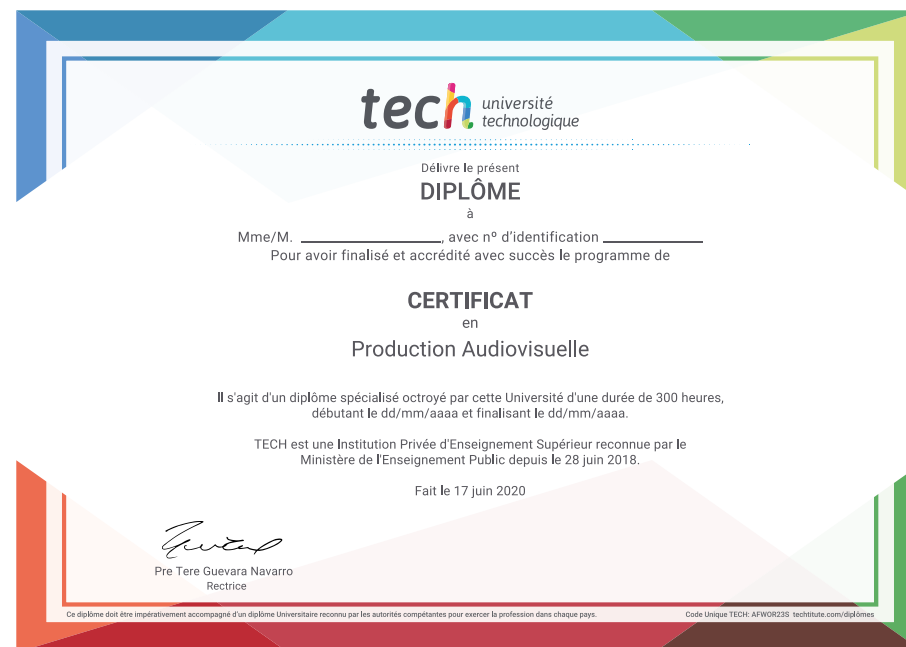 tech université
technologique
Délivre le présent
DIPLÔME
à
Mme/M. ____________________, avec nº d'identification ______________
Pour avoir finalisé et accrédité avec succès le programme de
CERTIFICAT
en
Production Audiovisuelle
Il s'agit d'un diplôme spécialisé octroyé par cette Université d'une durée de 300 heures,
débutant le dd/mm/aaaa et finalisant le dd/mm/aaaa.
TECH est une Institution Privée d'Enseignement Supérieur reconnue par le
Ministère de l'Enseignement Public depuis le 28 juin 2018.
Fait le 17 juin 2020
Pre Tere Guevara Navarro
Rectrice
Ce diplôme doit être impérativement accompagné d'un diplôme Universitaire reconnu par les autorités compétantes pour exercer la profession dans chaque pays.
Code Unique TECH: AFWOR23S techtitute.com/diplômes